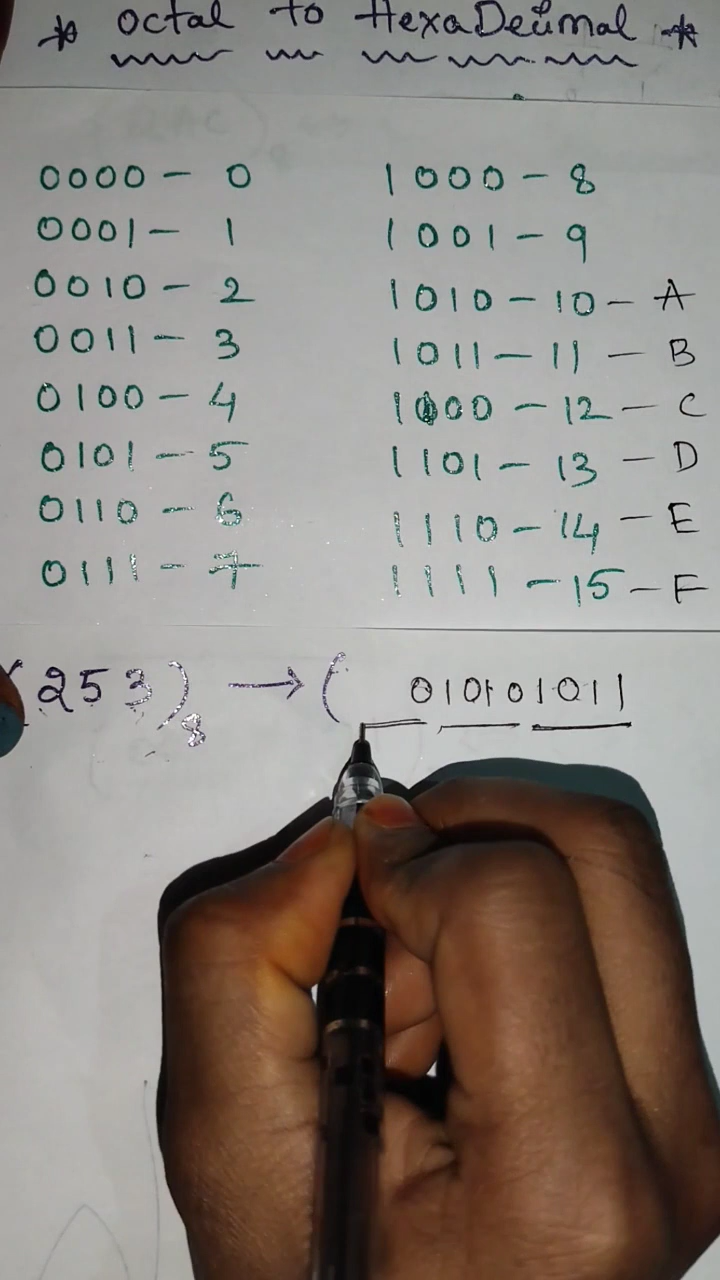 * Octal to HexaDecimal *
0000 - 0 1000 - 8
0001 - 1 1001 - 9
0010 - 2 1010 - 10 - A
0011 - 3 1011 - 11 - B
0100 - 4 1000 - 12 - C
0101 - 5 1101 - 13 - D
0110 - 6 1110 - 14 - E
0111 - 7 1111 - 15 - F
(253)8 → ( 010101011